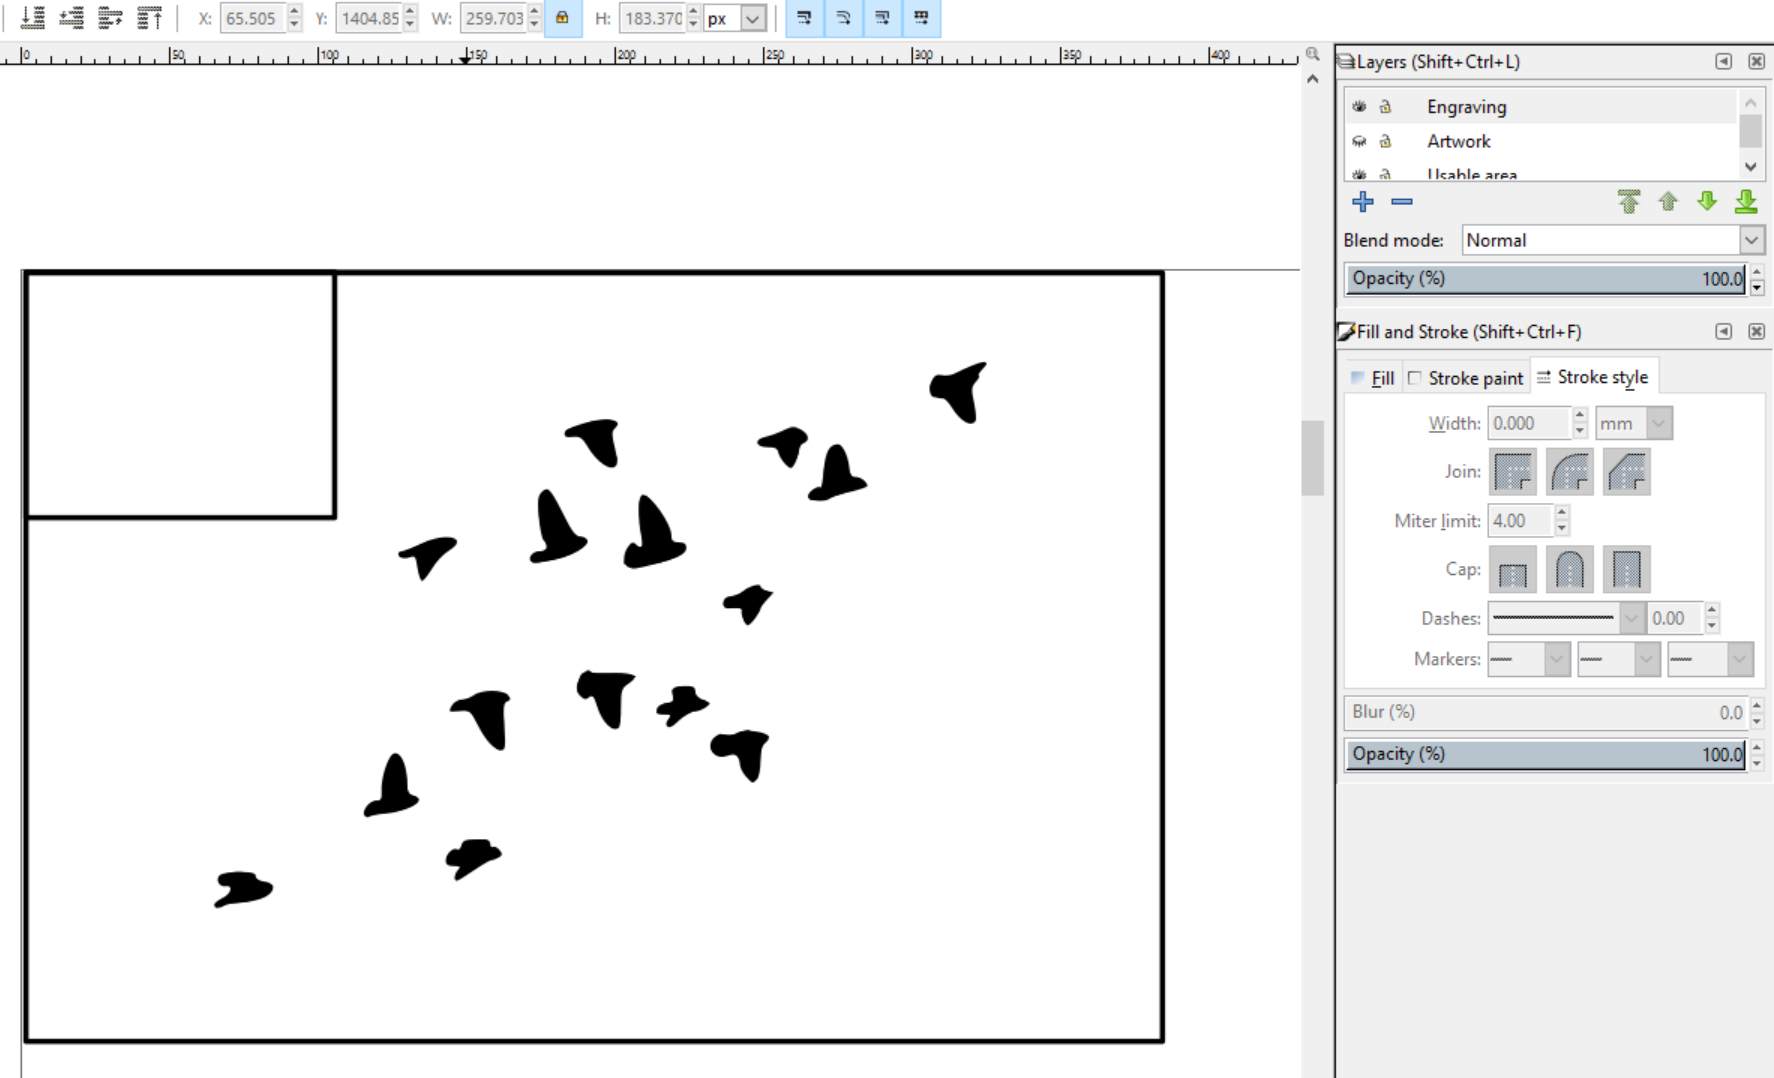 X: 65.505 Y: 1404.85 W: 259.703 H: 183.370 px
0 50 100 150 200 250 300 350 400
Layers (Shift+Ctrl+L)
Engraving
Artwork
Usable area
Blend mode: Normal
Opacity (%) 100.0
Fill and Stroke (Shift+Ctrl+F)
Fill Stroke paint Stroke style
Width: 0.000 mm
Join:
Miter limit: 4.00
Cap:
Dashes: 0.00
Markers:
Blur (%) 0.0
Opacity (%) 100.0